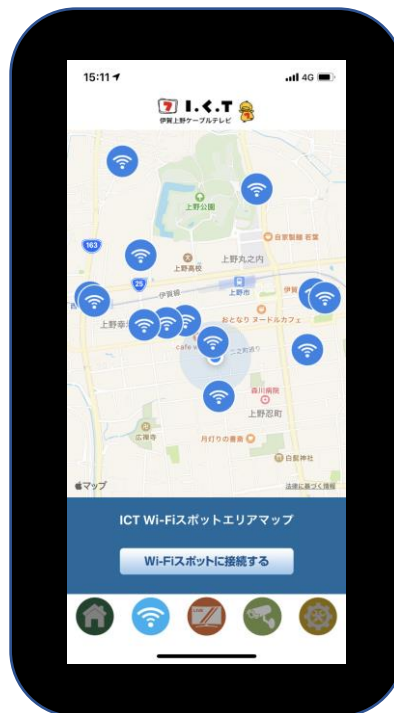 15:11
4G
I.C.T
伊賀上野ケーブルテレビ
上野公園
自家製麺 若葉
163
上野高校
上野丸之内
25
伊賀線
上野市
伊賀
上野幸
おとなり ヌードルカフェ
cafe w
二之町通り
森川病院
上野忍町
広禅寺
月灯りの養島
白鬚神社
マップ
法律に基づく情報
ICT Wi-Fiスポットエリアマップ
Wi-Fiスポットに接続する